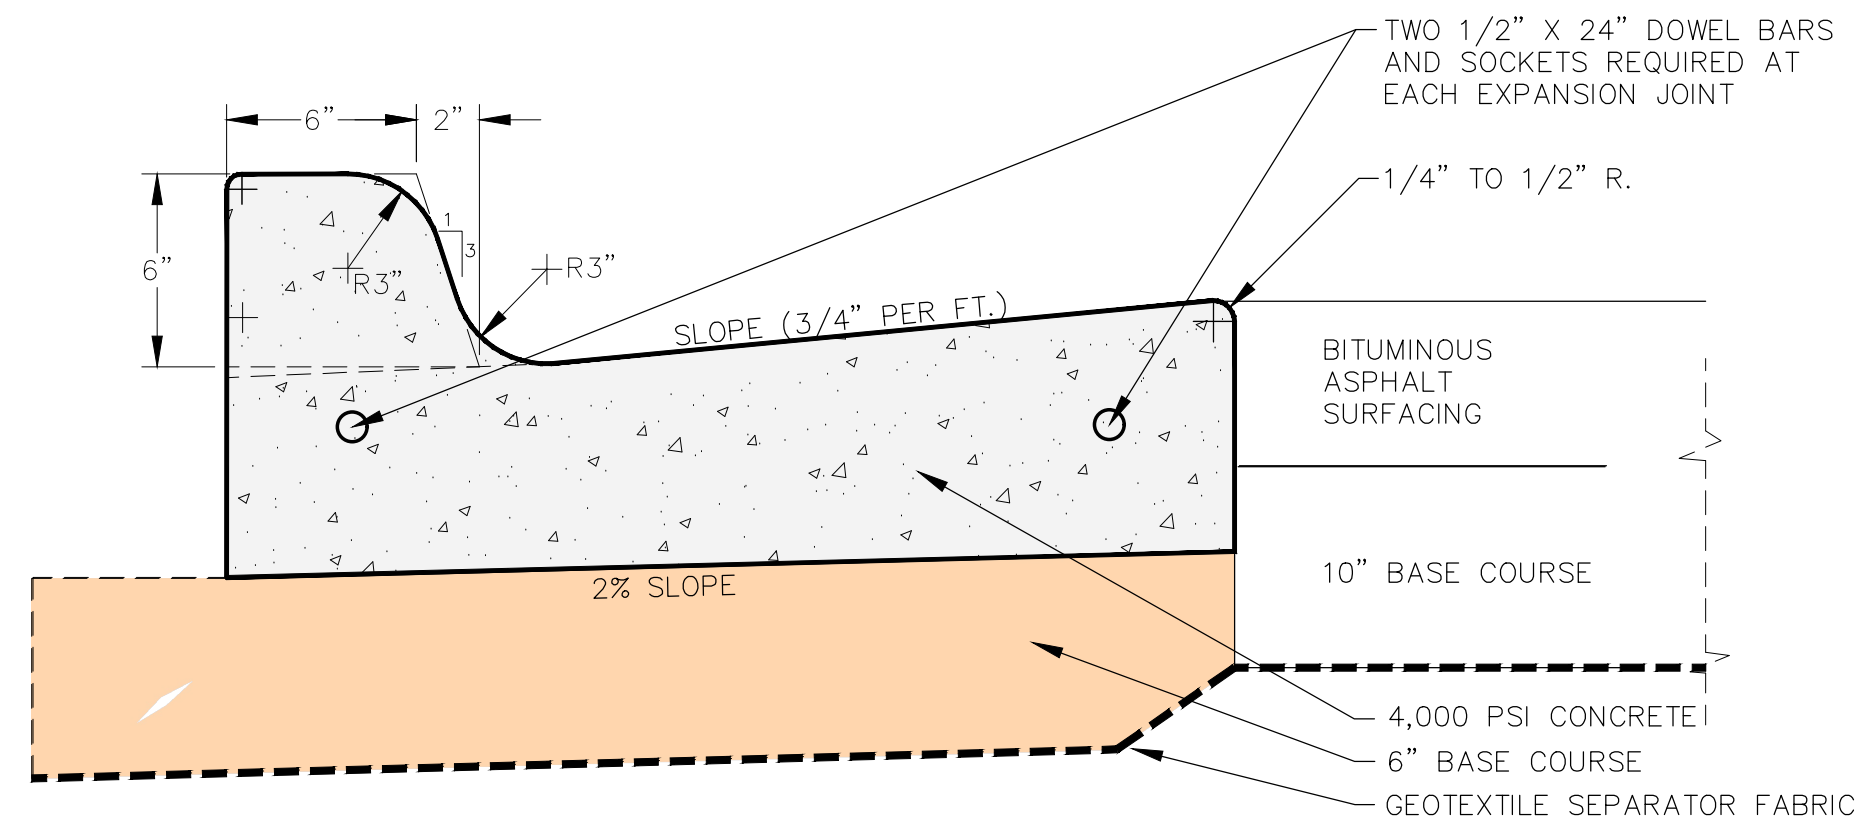 TWO 1/2” X 24” DOWEL BARS
AND SOCKETS REQUIRED AT
EACH EXPANSION JOINT
6”
2”
1/4” TO 1/2” R.
1
3
6”
R3”
R3”
SLOPE (3/4” PER FT.)
BITUMINOUS
ASPHALT
SURFACING
2% SLOPE
10” BASE COURSE
4,000 PSI CONCRETE
6” BASE COURSE
GEOTEXTILE SEPARATOR FABRIC